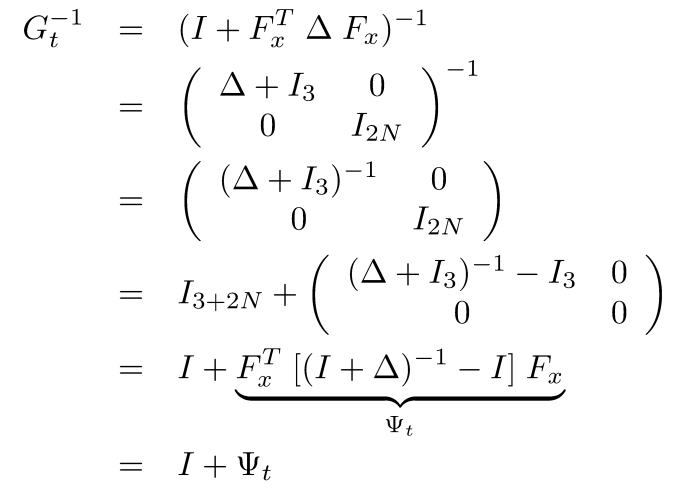 G_t^{-1} = (I + F_x^T Δ F_x)^{-1}
= ( Δ + I_3 0
0 I_{2N} )^{-1}
= ( (Δ + I_3)^{-1} 0
0 I_{2N} )
= I_{3+2N} + ( (Δ + I_3)^{-1} − I_3 0
0 0 )
= I + F_x^T [(I + Δ)^{-1} − I] F_x
Ψ_t
= I + Ψ_t